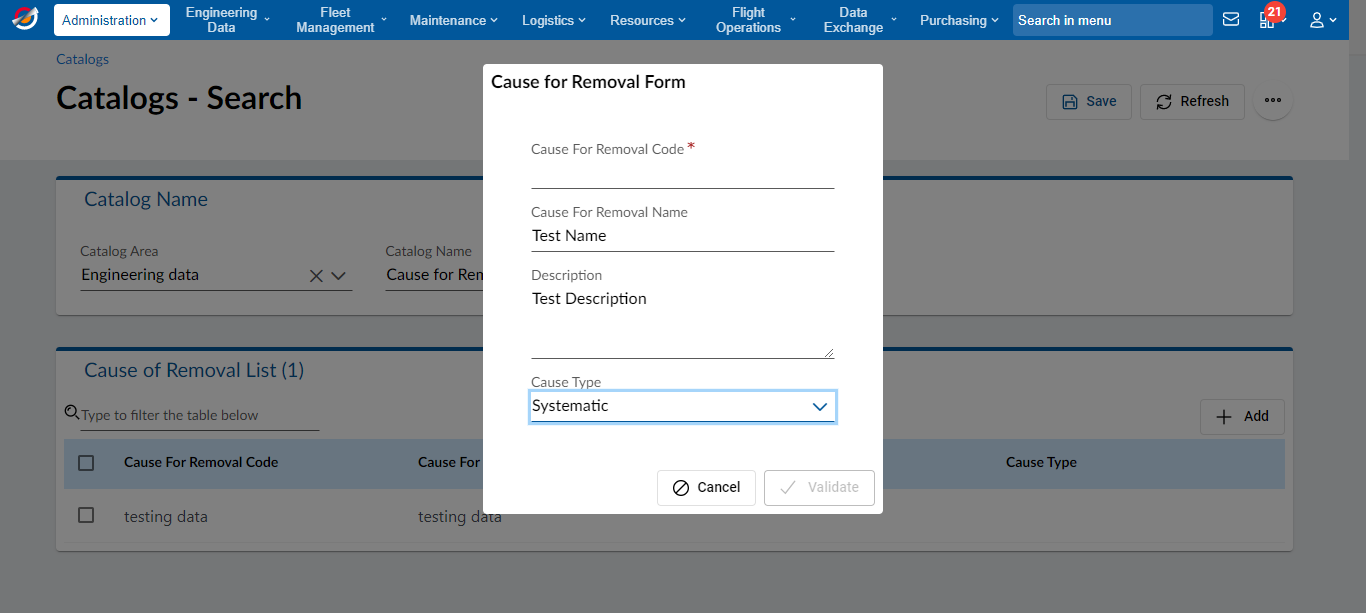 Administration
Engineering Data
Fleet Management
Maintenance
Logistics
Resources
Flight Operations
Data Exchange
Purchasing
Search in menu
21
Catalogs
Catalogs - Search
Save
Refresh
Catalog Name
Catalog Area
Engineering data
Catalog Name
Cause for Rem
Cause of Removal List (1)
Type to filter the table below
Add
Cause For Removal Code
Cause For
Cause Type
testing data
testing data
Cause for Removal Form
Cause For Removal Code *
Cause For Removal Name
Test Name
Description
Test Description
Cause Type
Systematic
Cancel
Validate